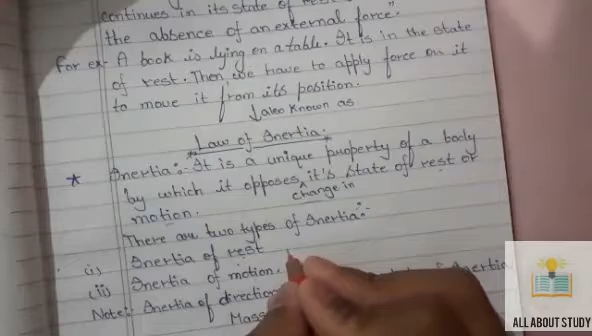 continues in its state of rest
the absence of an external force".
For ex- A book is lying on a table. It is in the state
of rest. Then, we have to apply force on it
to move it from its position.
↓ also known as
*Law of Inertia.*
* Inertia:- It is a unique property of a body
by which it opposes ^ change in it's state of rest or
motion.
There are two types of Inertia:-
(i) Inertia of rest
(ii) Inertia of motion.
Note: Inertia of direction Inertia
Mass
ALL ABOUT STUDY